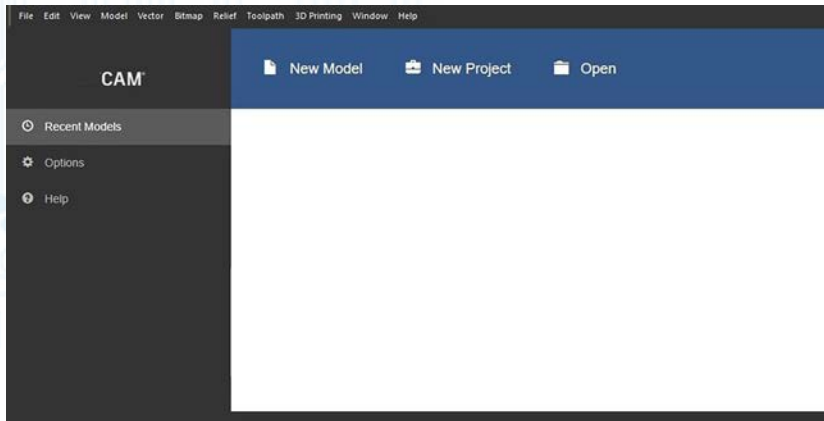 File Edit View Model Vector Bitmap Relief Toolpath 3D Printing Window Help
New Model New Project Open
CAM
Recent Models
Options
Help